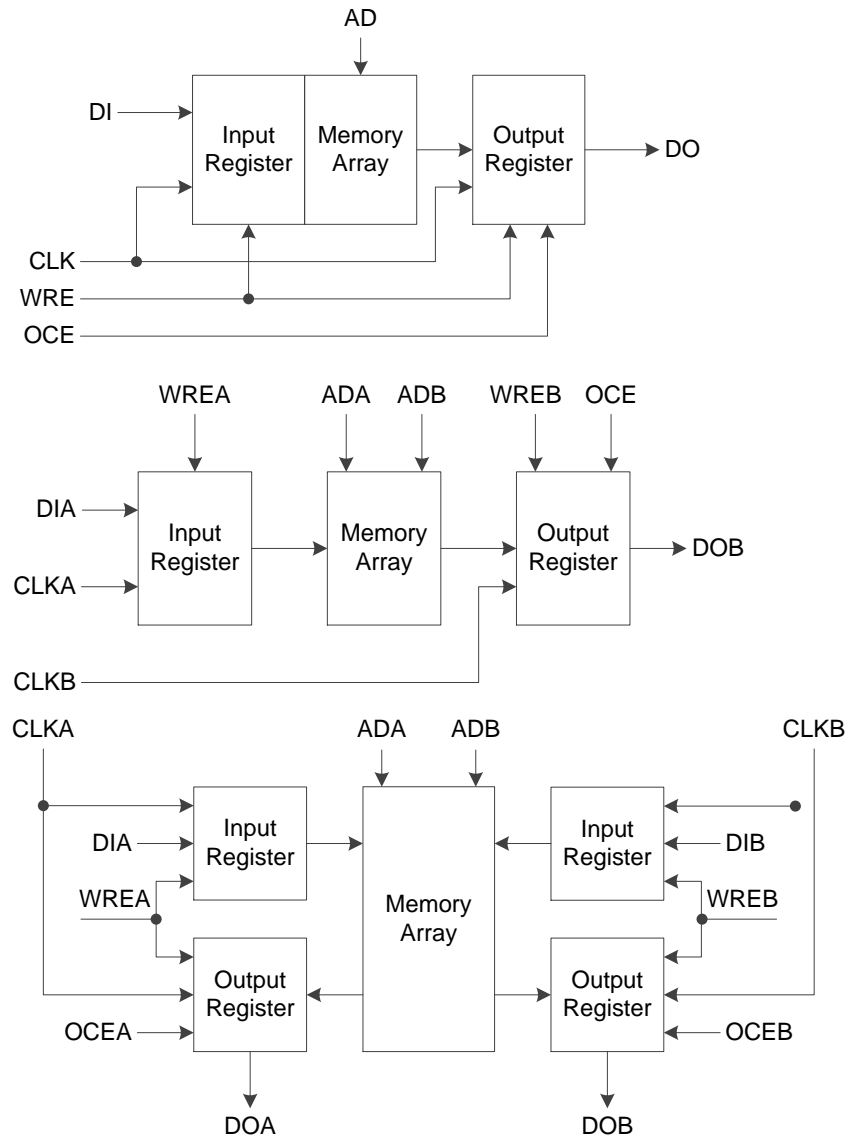 AD
DI
Input
Register
Memory
Array
Output
Register
DO
CLK
WRE
OCE
WREA
ADA
ADB
WREB
OCE
DIA
Input
Register
Memory
Array
Output
Register
DOB
CLKA
CLKB
CLKA
ADA
ADB
CLKB
Input
Register
Input
Register
DIA
DIB
WREA
Memory
Array
WREB
Output
Register
Output
Register
OCEA
OCEB
DOA
DOB